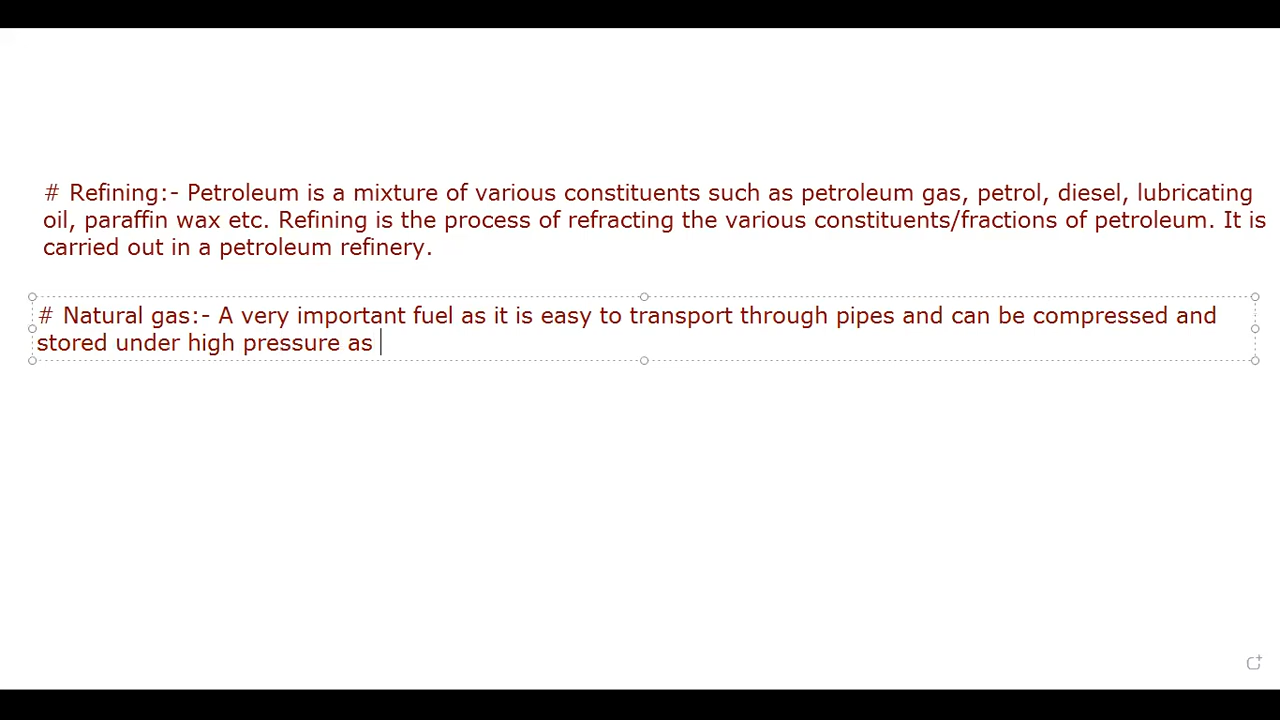 # Refining:- Petroleum is a mixture of various constituents such as petroleum gas, petrol, diesel, lubricating
oil, paraffin wax etc. Refining is the process of refracting the various constituents/fractions of petroleum. It is
carried out in a petroleum refinery.
# Natural gas:- A very important fuel as it is easy to transport through pipes and can be compressed and
stored under high pressure as